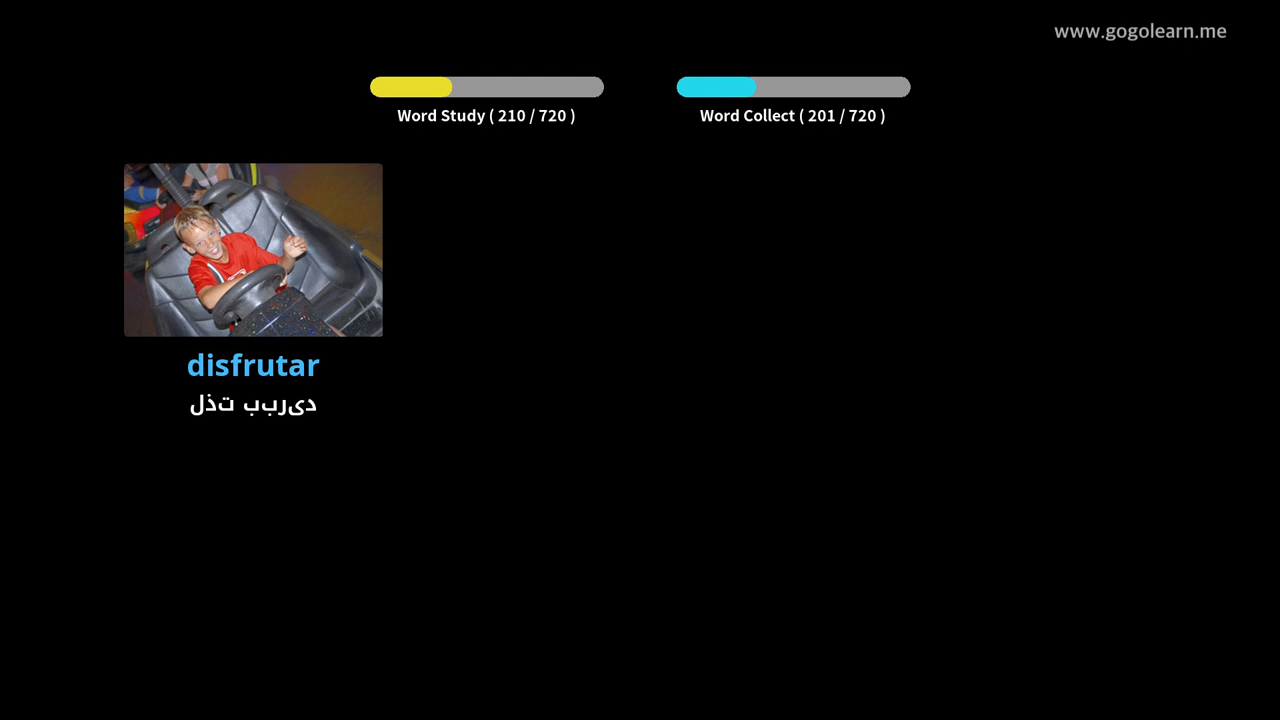 www.gogolearn.me
Word Study ( 210 / 720 )
Word Collect ( 201 / 720 )
disfrutar
لذت ببرید